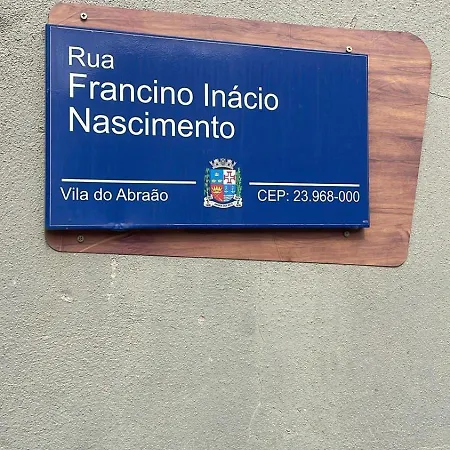 Rua
Francino Inácio
Nascimento
Vila do Abraão
CEP: 23.968-000